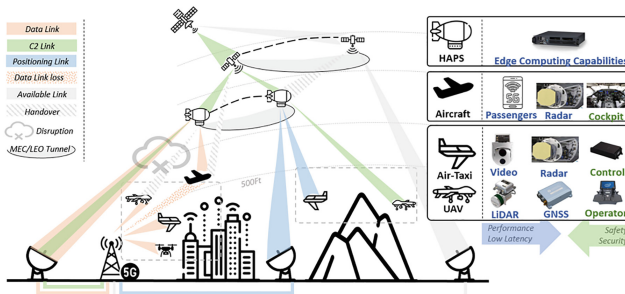 Data Link
C2 Link
Positioning Link
Data Link loss
Available Link
Handover
Disruption
MEC/LEO Tunnel
500Ft
5G
HAPS
Edge Computing Capabilities
Aircraft
5G
Passengers
Radar
Cockpit
Air-Taxi
Video
Radar
Control
UAV
LiDAR
GNSS
Operator
Performance
Low Latency
Safety
Security